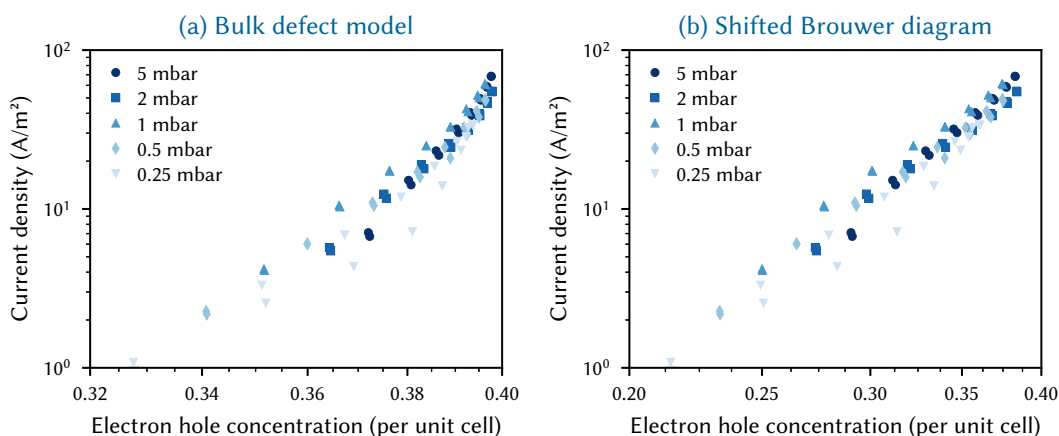 (a) Bulk defect model
10²
10¹
10⁰
Current density (A/m²)
5 mbar
2 mbar
1 mbar
0.5 mbar
0.25 mbar
0.32
0.34
0.36
0.38
0.40
Electron hole concentration (per unit cell)
(b) Shifted Brouwer diagram
10²
10¹
10⁰
Current density (A/m²)
5 mbar
2 mbar
1 mbar
0.5 mbar
0.25 mbar
0.20
0.25
0.30
0.35
0.40
Electron hole concentration (per unit cell)